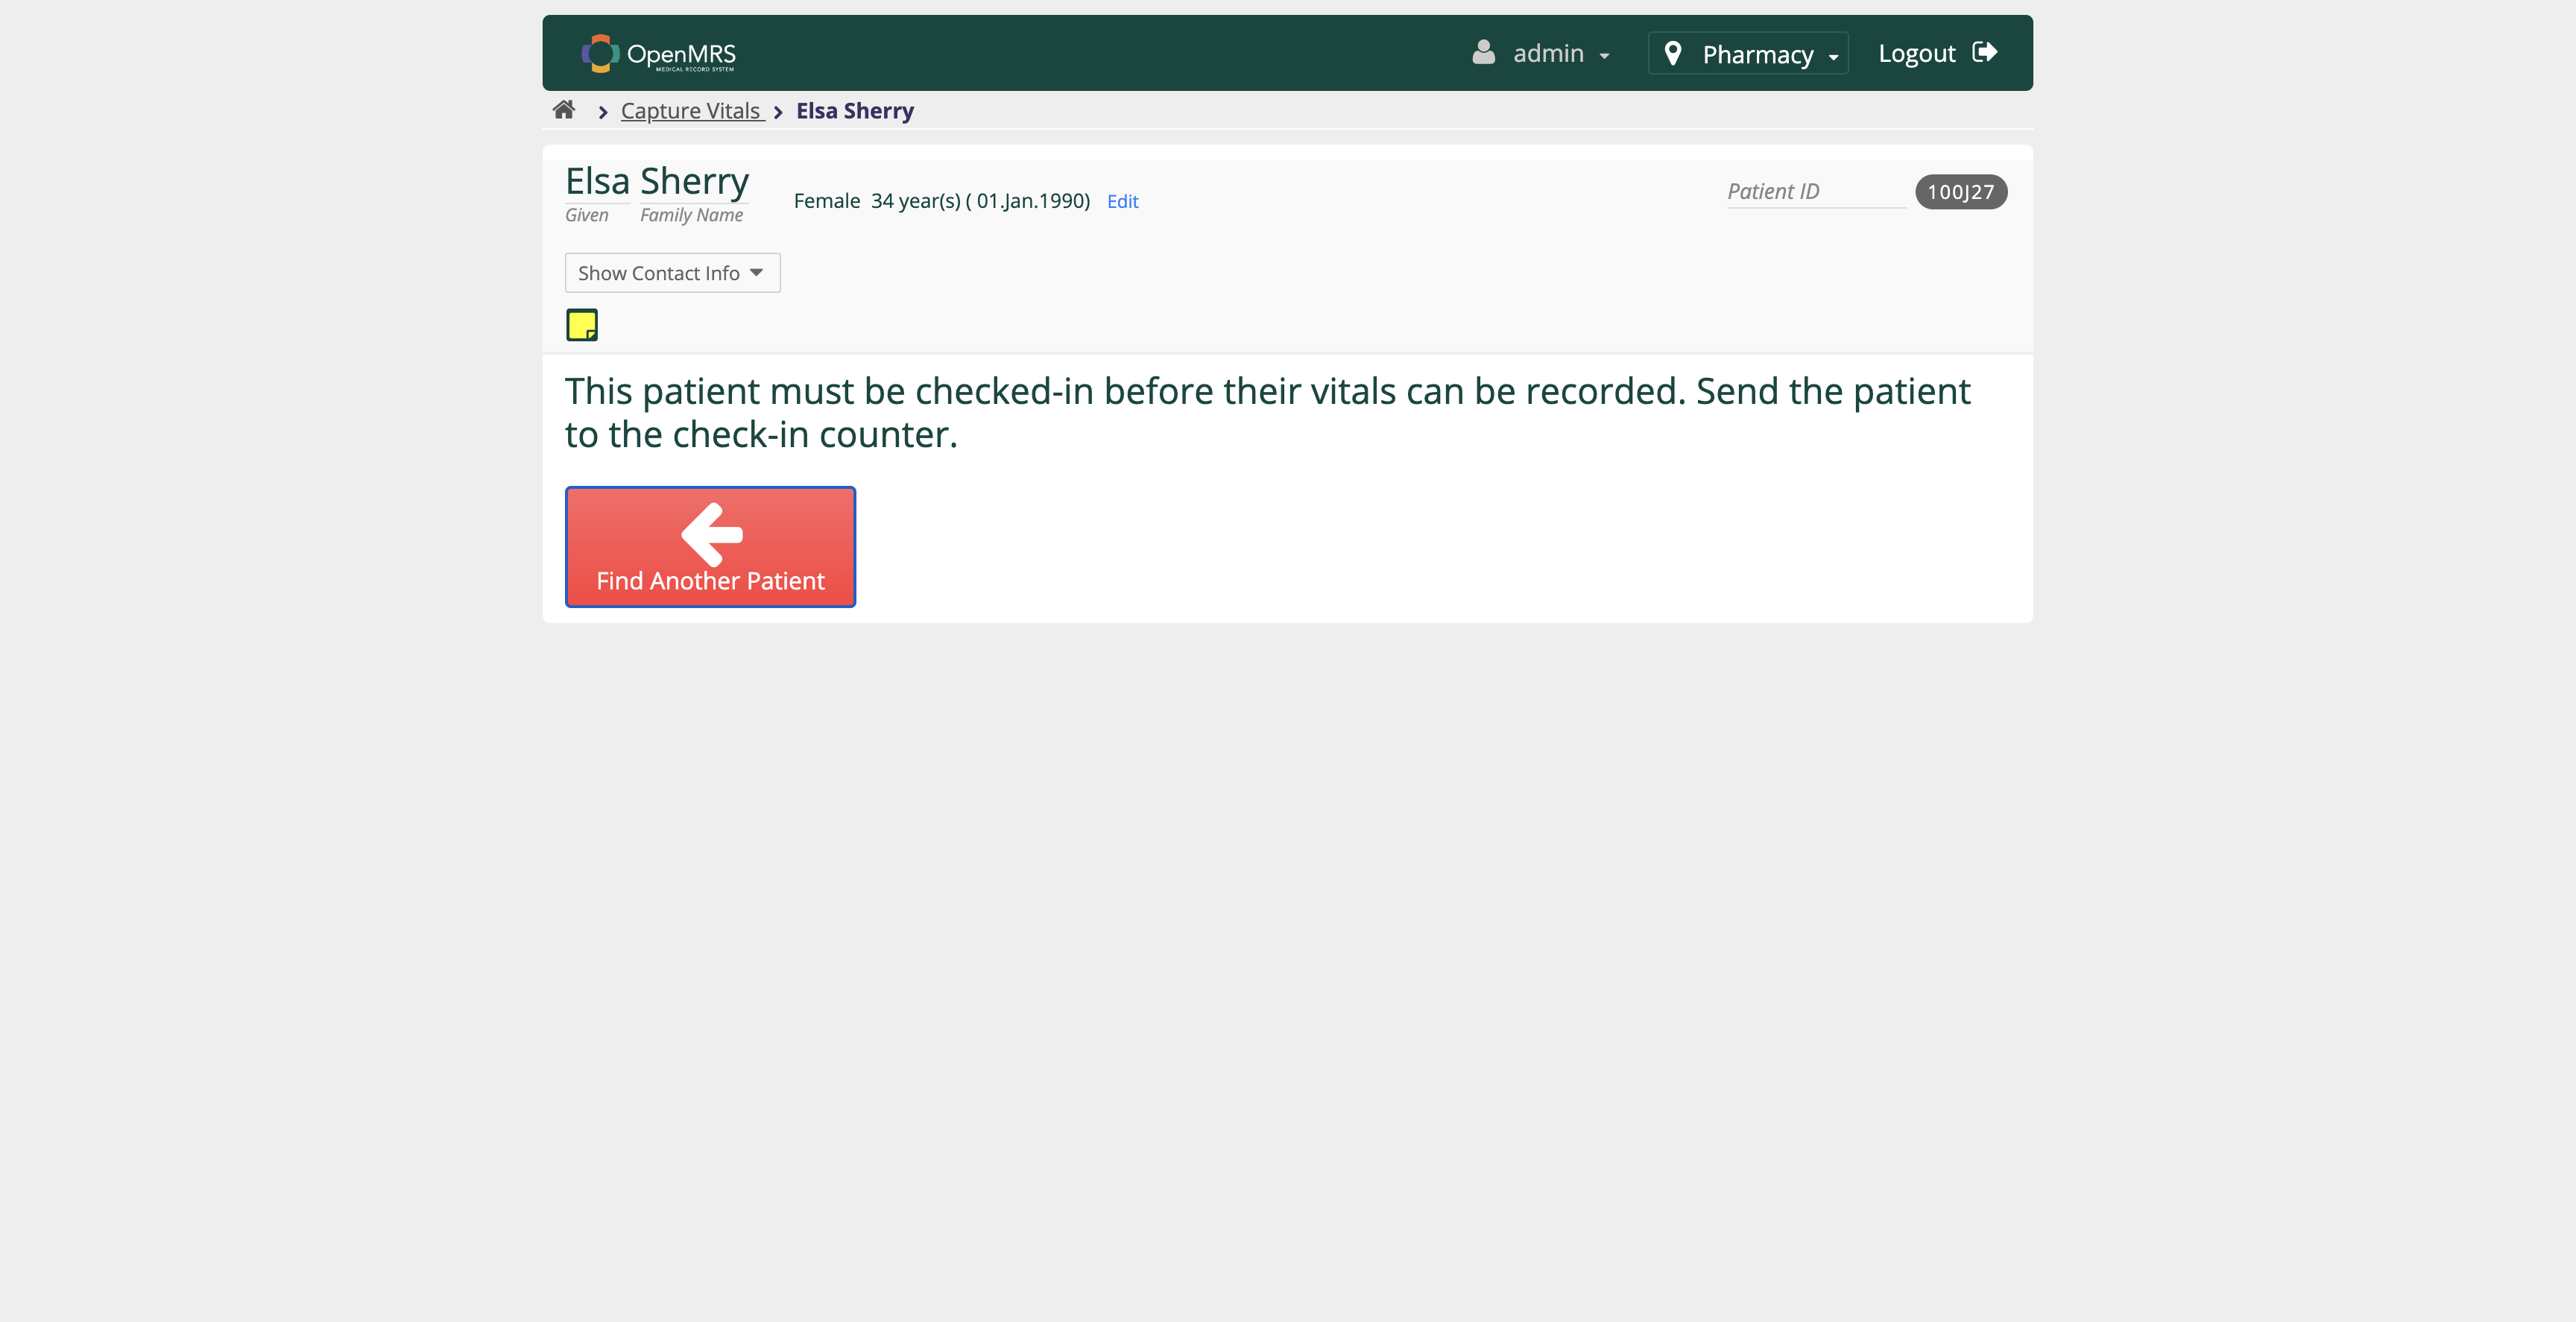 OpenMRS
MEDICAL RECORD SYSTEM
admin
Pharmacy
Logout
Capture Vitals
Elsa Sherry
Elsa Sherry
Given Family Name
Female 34 year(s) ( 01.Jan.1990) Edit
Patient ID 100J27
Show Contact Info
This patient must be checked-in before their vitals can be recorded. Send the patient
to the check-in counter.
Find Another Patient